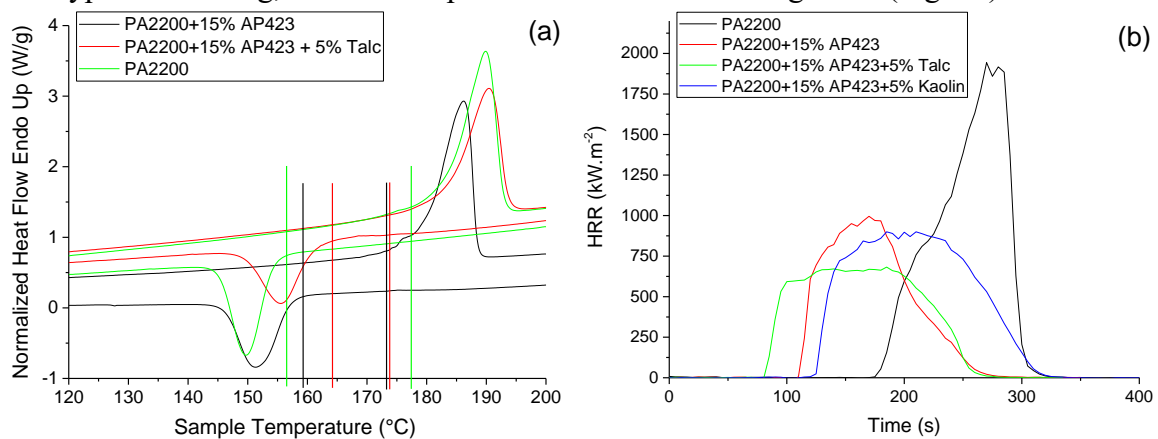 PA2200+15% AP423
PA2200+15% AP423 + 5% Talc
PA2200
(a)
Normalized Heat Flow Endo Up (W/g)
4
3
2
1
0
-1
120 130 140 150 160 170 180 190 200
Sample Temperature (°C)
PA2200
PA2200+15% AP423
PA2200+15% AP423+5% Talc
PA2200+15% AP423+5% Kaolin
(b)
HRR (kW.m-2)
2000
1750
1500
1250
1000
750
500
250
0
0 100 200 300 400
Time (s)